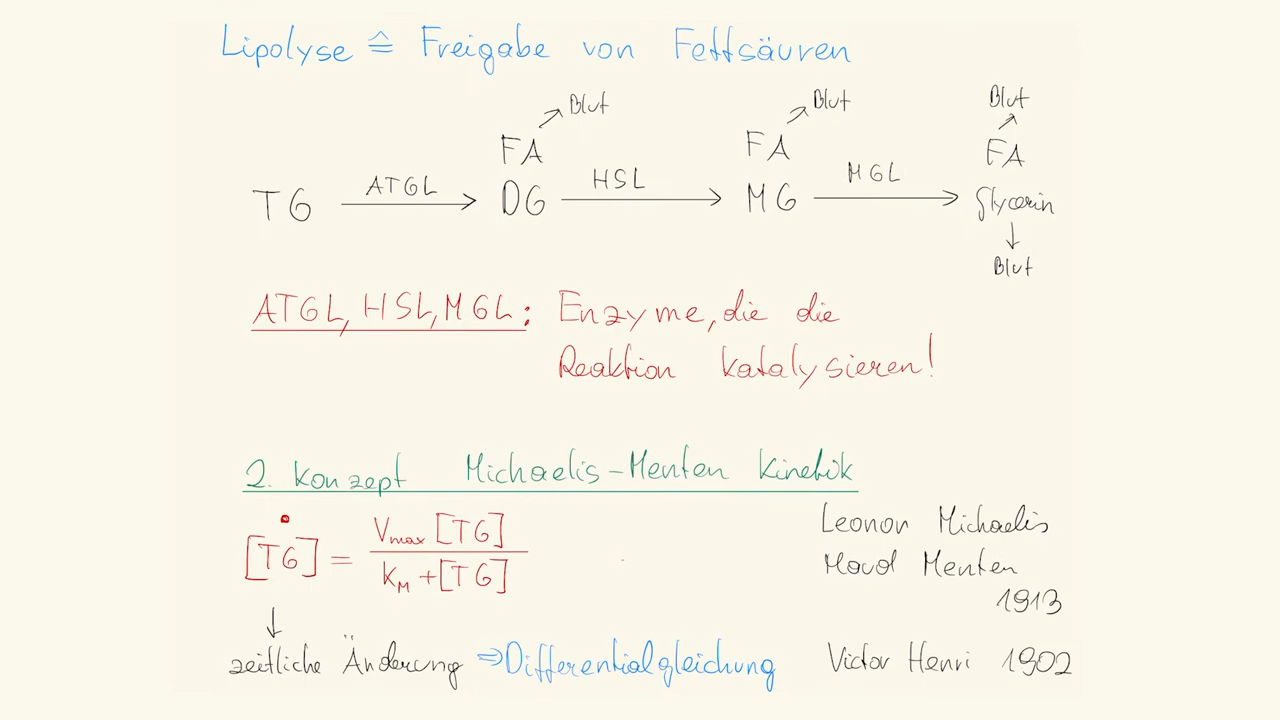 Lipolyse ≙ Freigabe von Fettsäuren
Blut Blut Blut
FA FA FA
TG ATGL → DG HSL → MG MGL → Glycerin
Blut
ATGL, HSL, MGL: Enzyme, die die
Reaktion katalysieren!
2. Konzept Michaelis-Menten Kinetik
[TG]̇ = Vmax [TG] / KM + [TG]
Leonor Michaelis
Maud Menten
1913
zeitliche Änderung ⇒ Differentialgleichung
Victor Henri 1902